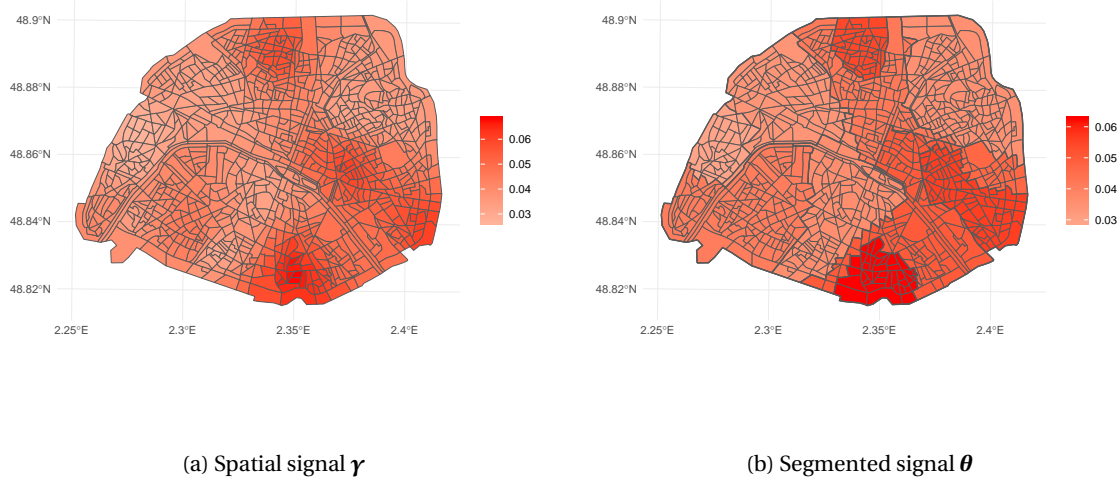 48.9°N
48.88°N
48.86°N
48.84°N
48.82°N
2.25°E 2.3°E 2.35°E 2.4°E
0.06
0.05
0.04
0.03
(a) Spatial signal γ
48.9°N
48.88°N
48.86°N
48.84°N
48.82°N
2.25°E 2.3°E 2.35°E 2.4°E
0.06
0.05
0.04
0.03
(b) Segmented signal θ